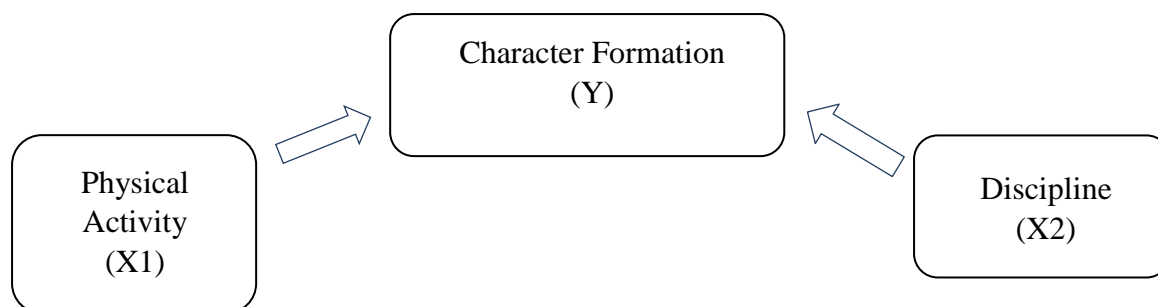 Character Formation
(Y)
Physical
Activity
(X1)
Discipline
(X2)